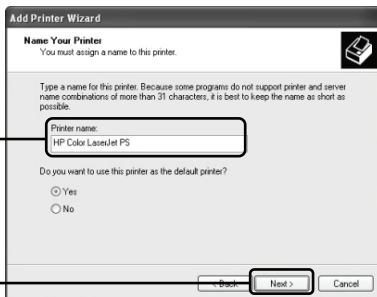 Add Printer Wizard
Name Your Printer
You must assign a name to this printer.
Type a name for this printer. Because some programs do not support printer and server
name combinations of more than 31 characters, it is best to keep the name as short as
possible.
Printer name:
HP Color LaserJet PS
Do you want to use this printer as the default printer?
Yes
No
< Back
Next >
Cancel